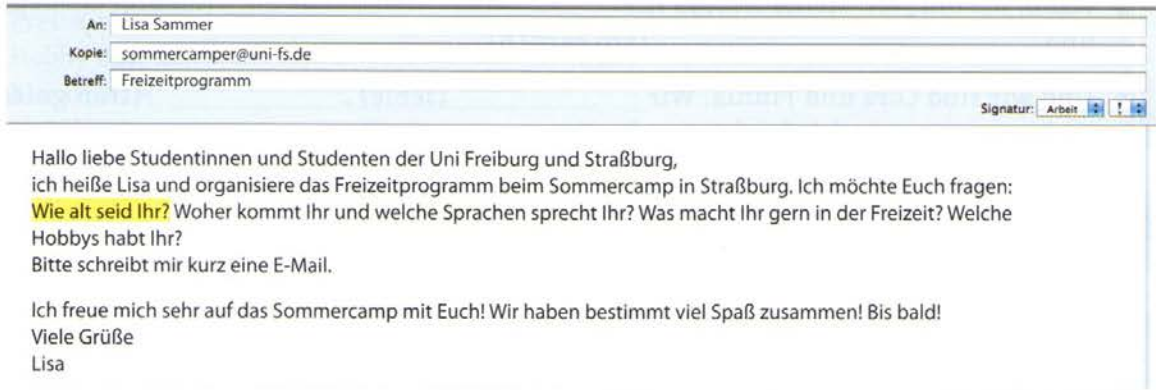 An: Lisa Sammer
Kopie: sommercamper@uni-fs.de
Betreff: Freizeitprogramm
Signatur: Arbeit !
Hallo liebe Studentinnen und Studenten der Uni Freiburg und Straßburg,
ich heiße Lisa und organisiere das Freizeitprogramm beim Sommercamp in Straßburg. Ich möchte Euch fragen:
Wie alt seid Ihr? Woher kommt Ihr und welche Sprachen sprecht Ihr? Was macht Ihr gern in der Freizeit? Welche
Hobbys habt Ihr?
Bitte schreibt mir kurz eine E-Mail.
Ich freue mich sehr auf das Sommercamp mit Euch! Wir haben bestimmt viel Spaß zusammen! Bis bald!
Viele Grüße
Lisa